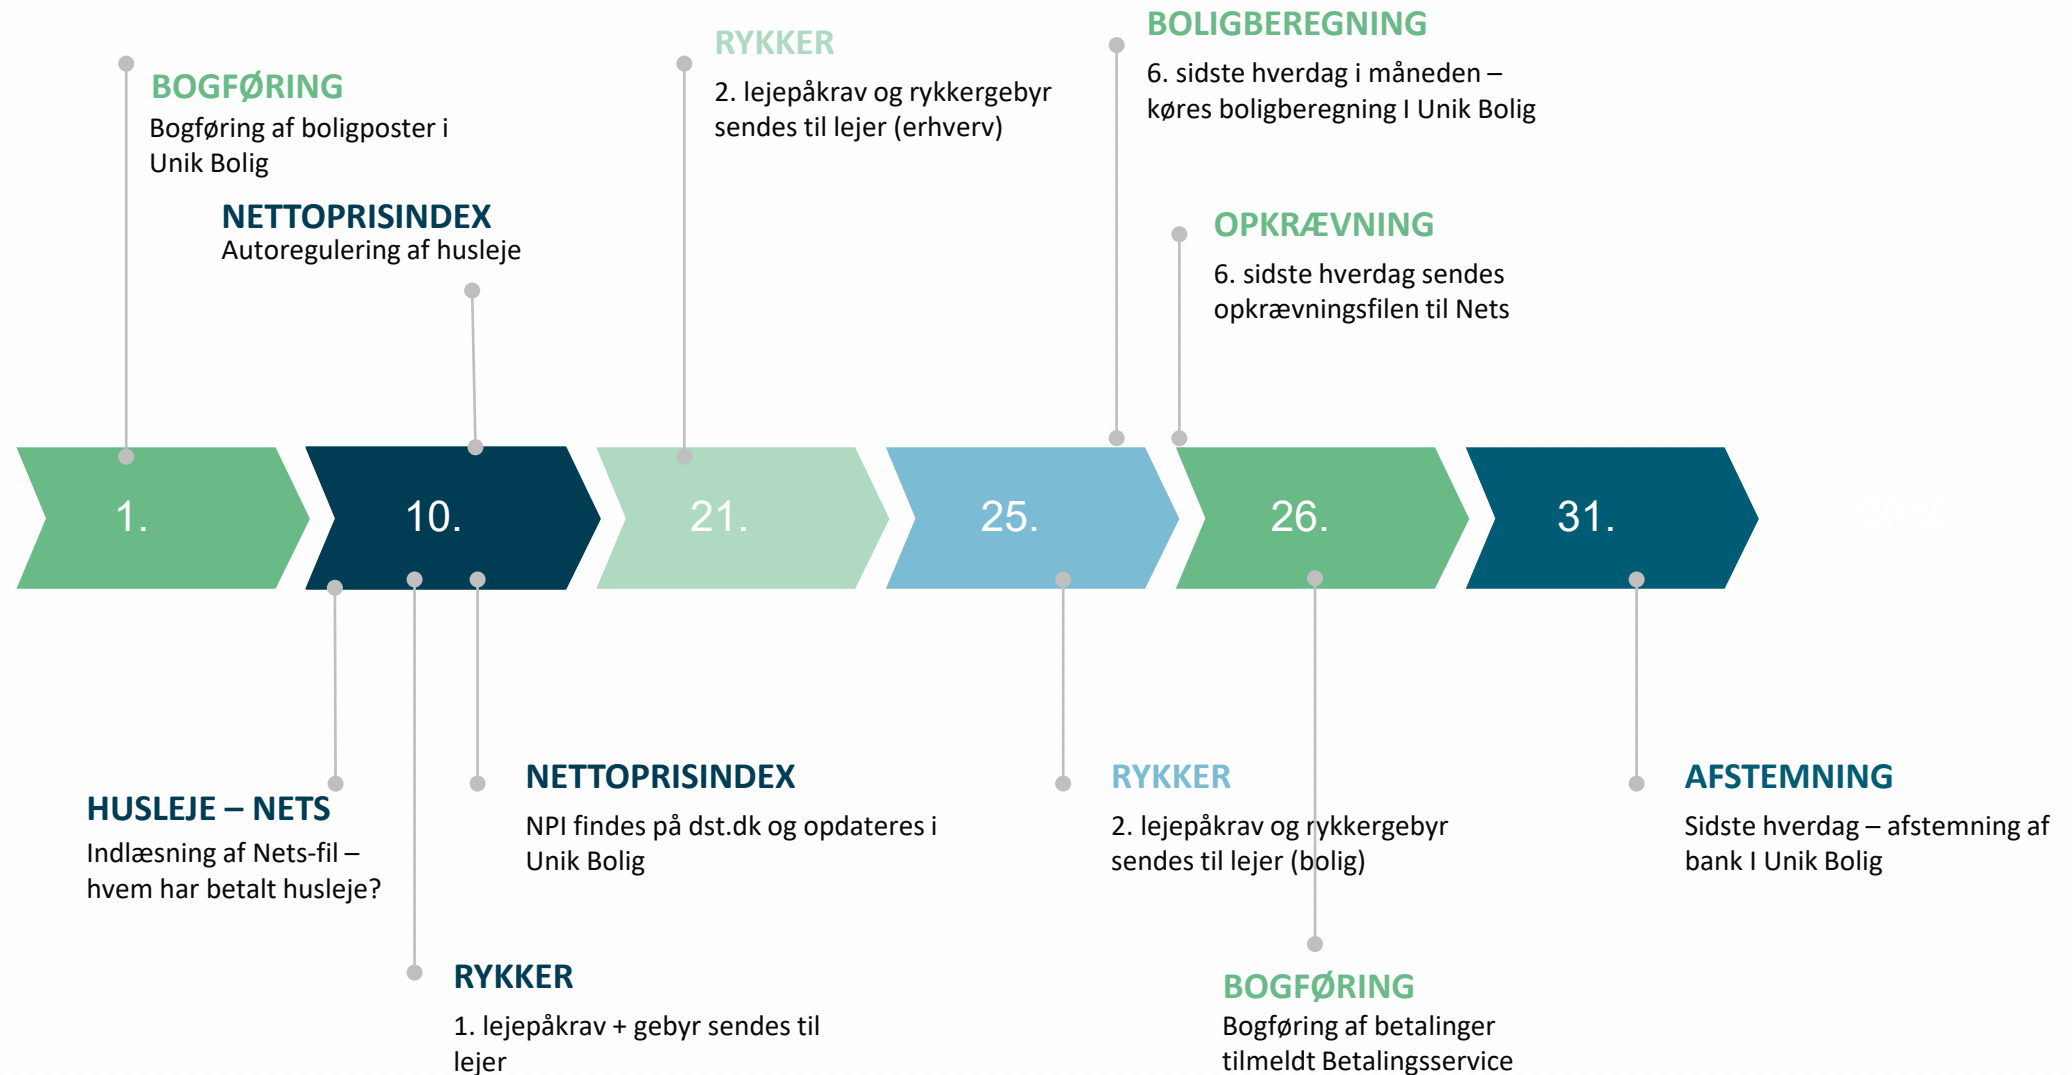 BOGFØRING
Bogføring af boligposter i
Unik Bolig
NETTOPRISINDEX
Autoregulering af husleje
RYKKER
2. lejepåkrav og rykkergebyr
sendes til lejer (erhverv)
BOLIGBEREGNING
6. sidste hverdag i måneden –
køres boligberegning I Unik Bolig
OPKRÆVNING
6. sidste hverdag sendes
opkrævningsfilen til Nets
1.
10.
21.
25.
26.
31.
HUSLEJE – NETS
Indlæsning af Nets-fil –
hvem har betalt husleje?
RYKKER
1. lejepåkrav + gebyr sendes til
lejer
NETTOPRISINDEX
NPI findes på dst.dk og opdateres i
Unik Bolig
RYKKER
2. lejepåkrav og rykkergebyr
sendes til lejer (bolig)
BOGFØRING
Bogføring af betalinger
tilmeldt Betalingsservice
AFSTEMNING
Sidste hverdag – afstemning af
bank I Unik Bolig